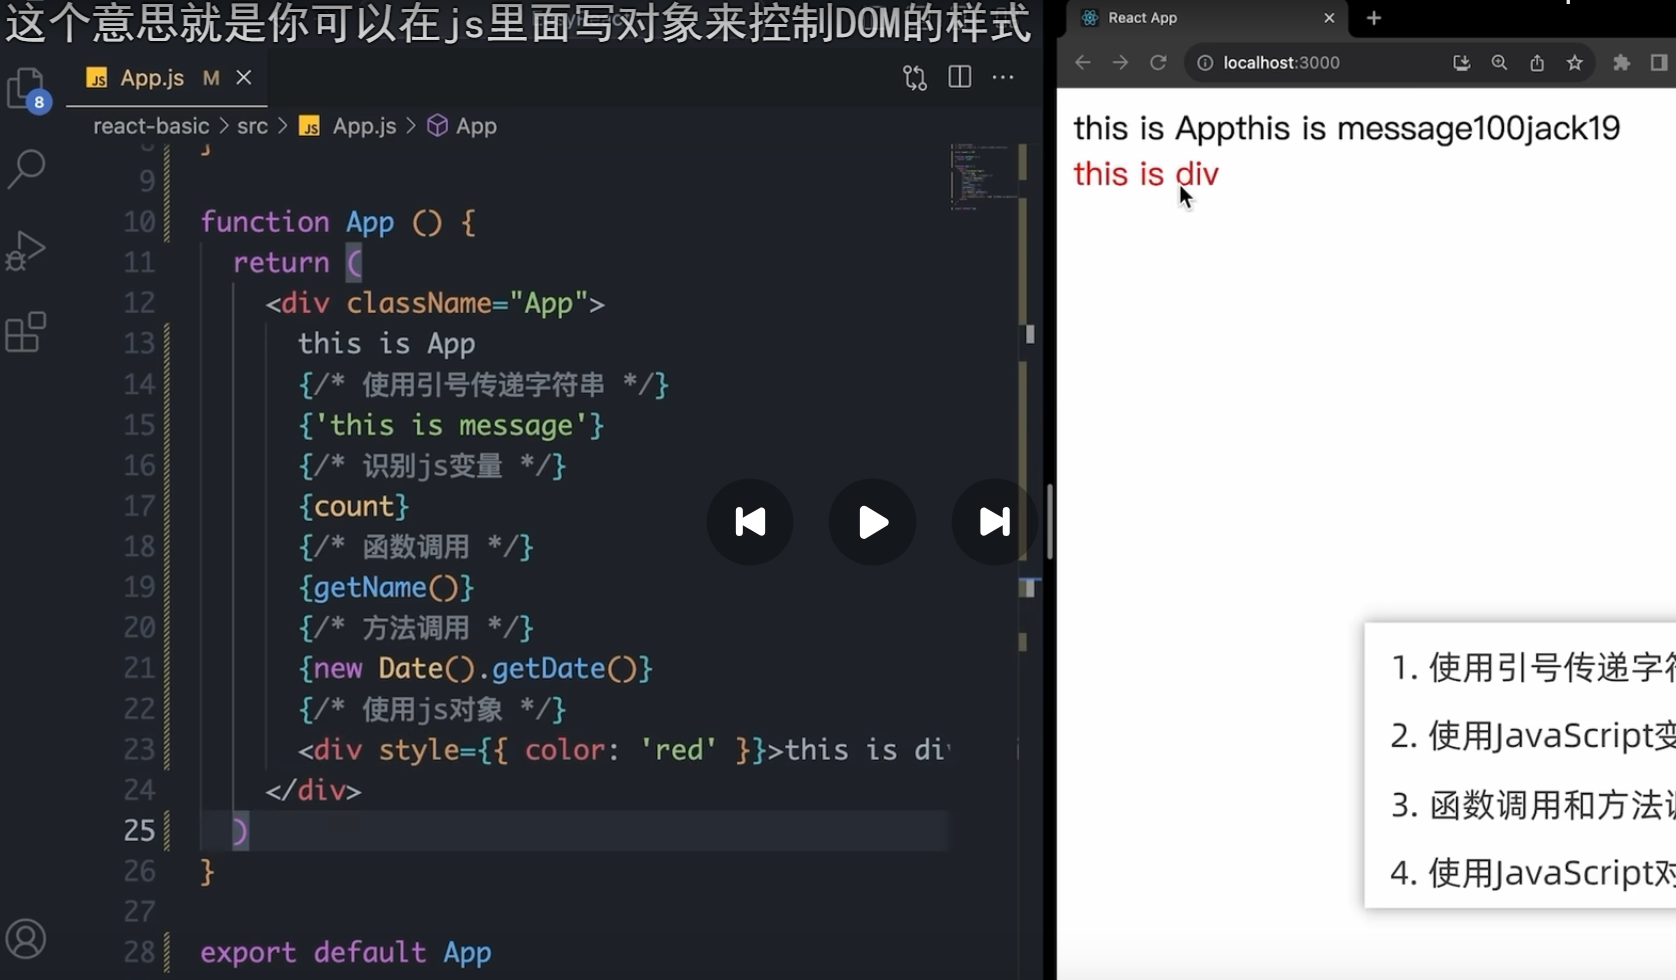 这个意思就是你可以在js里面写对象来控制DOM的样式
JS App.js M
8
react-basic > src > JS App.js > App
9
10 function App () {
11 return (
12 <div className="App">
13 this is App
14 {/* 使用引号传递字符串 */}
15 {'this is message'}
16 {/* 识别js变量 */}
17 {count}
18 {/* 函数调用 */}
19 {getName()}
20 {/* 方法调用 */}
21 {new Date().getDate()}
22 {/* 使用js对象 */}
23 <div style={{ color: 'red' }}>this is di
24 </div>
25 )
26 }
27
28 export default App
React App
localhost:3000
this is Appthis is message100jack19
this is div
1. 使用引号传递字
2. 使用JavaScript
3. 函数调用和方法
4. 使用JavaScript